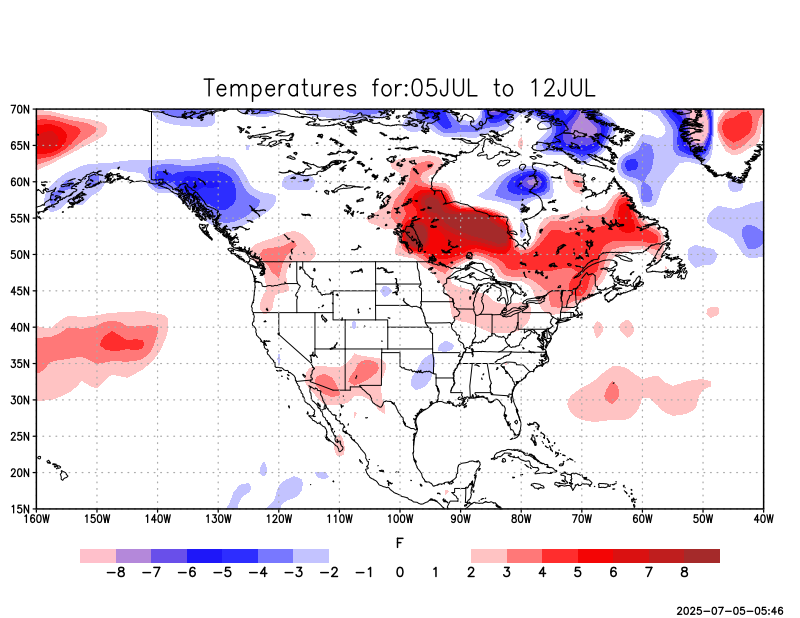 Temperatures for:05JUL to 12JUL
70N
65N
60N
55N
50N
45N
40N
35N
30N
25N
20N
15N
160W 150W 140W 130W 120W 110W 100W 90W 80W 70W 60W 50W 40W
F
-8 -7 -6 -5 -4 -3 -2 -1 0 1 2 3 4 5 6 7 8
2025-07-05-05:46